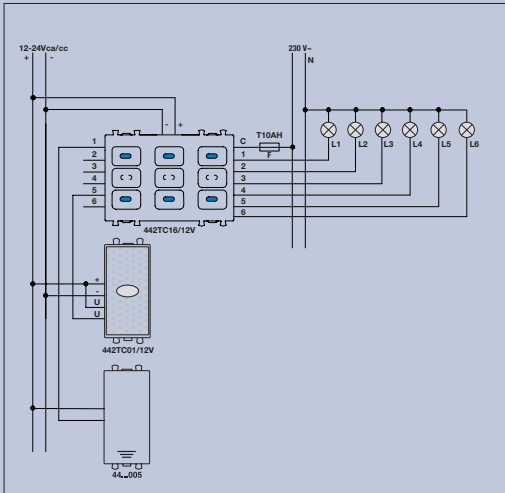 12-24Vca/cc
+ -
230 V~
N
- +
1
2
3
4
5
6
C
1
2
3
4
5
6
T10AH
F
L1 L2 L3 L4 L5 L6
442TC16/12V
+
-
U
U
442TC01/12V
44...005